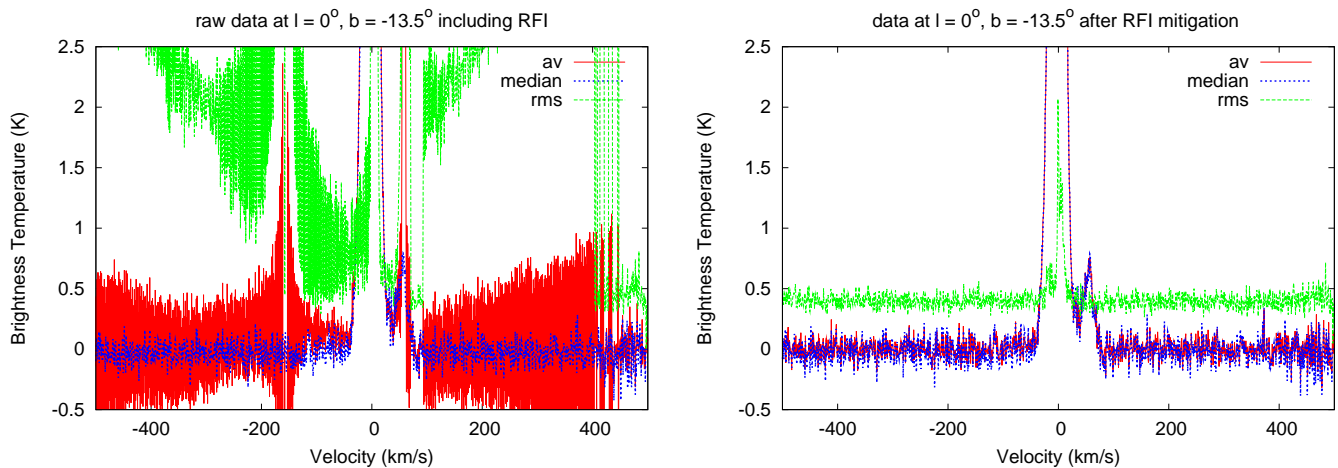 raw data at l = 0°, b = -13.5° including RFI
2.5
2
1.5
1
0.5
0
-0.5
Brightness Temperature (K)
-400
-200
0
200
400
Velocity (km/s)
av
median
rms
data at l = 0°, b = -13.5° after RFI mitigation
2.5
2
1.5
1
0.5
0
-0.5
Brightness Temperature (K)
-400
-200
0
200
400
Velocity (km/s)
av
median
rms